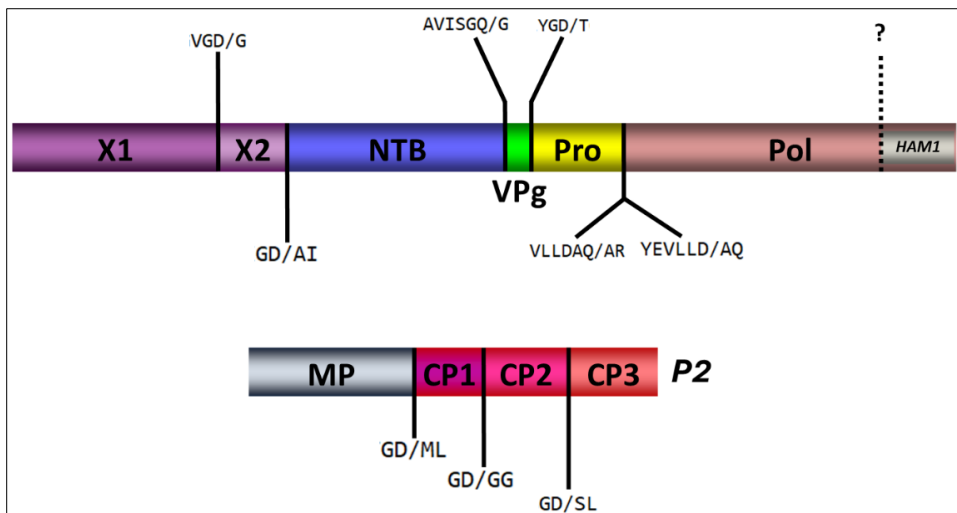 VGD/G
AVISGQ/G
YGD/T
?
X1
X2
NTB
VPg
Pro
Pol
HAM1
GD/AI
VLLDAQ/AR
YEVLLD/AQ
MP
CP1
CP2
CP3
P2
GD/ML
GD/GG
GD/SL